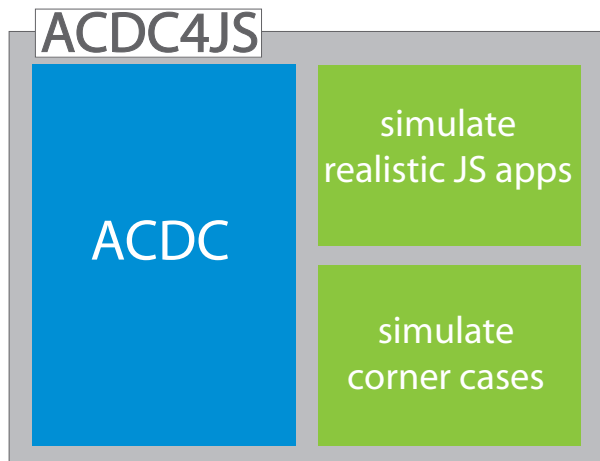 ACDC4JS
ACDC
simulate
realistic JS apps
simulate
corner cases